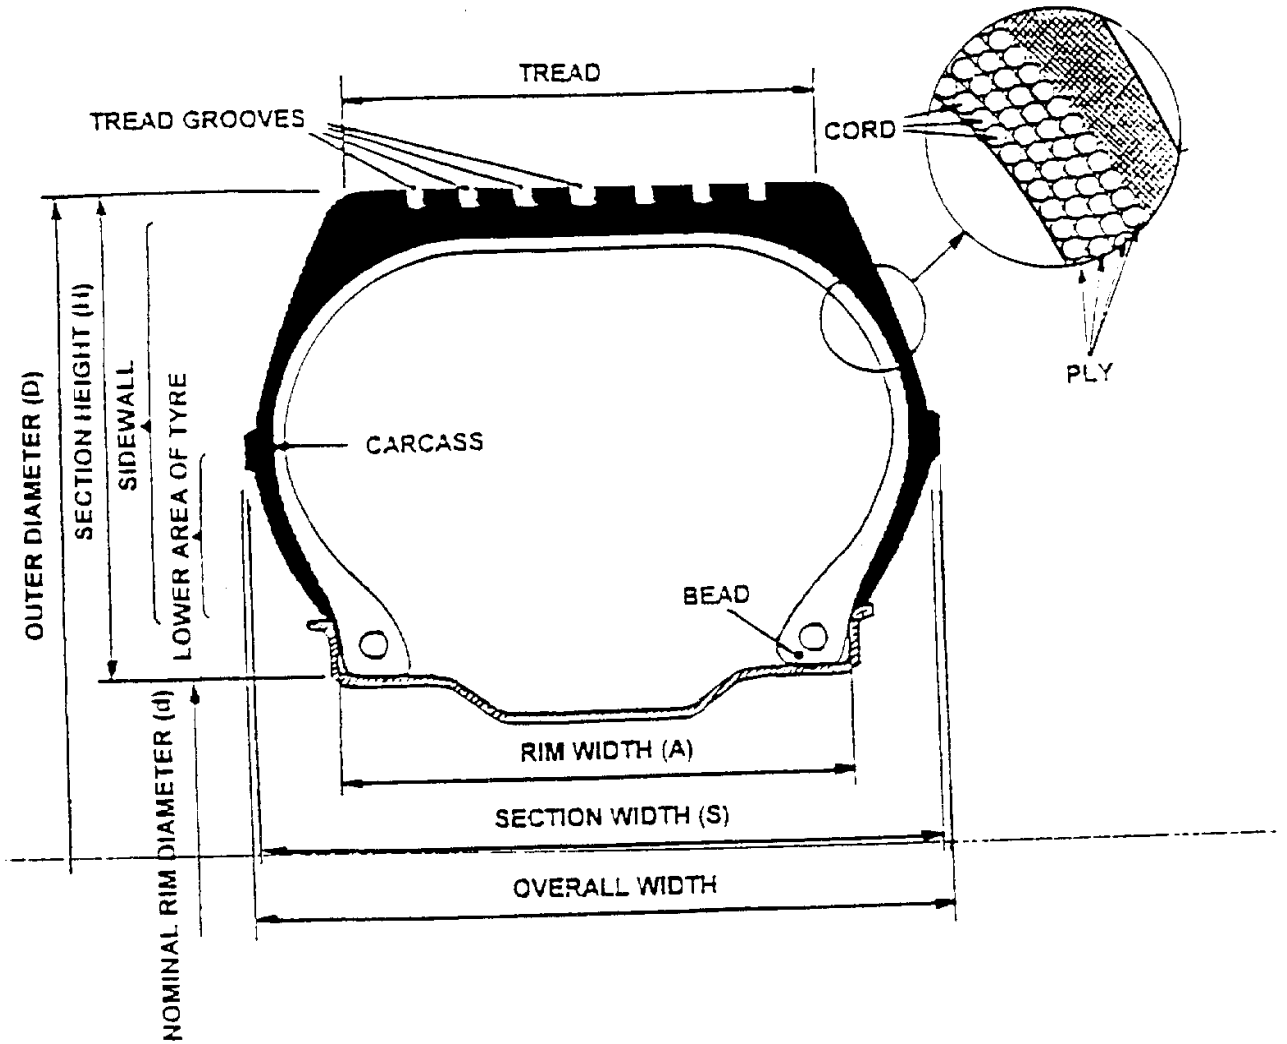 TREAD
TREAD GROOVES
CORD
PLY
OUTER DIAMETER (D)
SECTION HEIGHT (H)
SIDEWALL
LOWER AREA OF TYRE
CARCASS
BEAD
NOMINAL RIM DIAMETER (d)
RIM WIDTH (A)
SECTION WIDTH (S)
OVERALL WIDTH